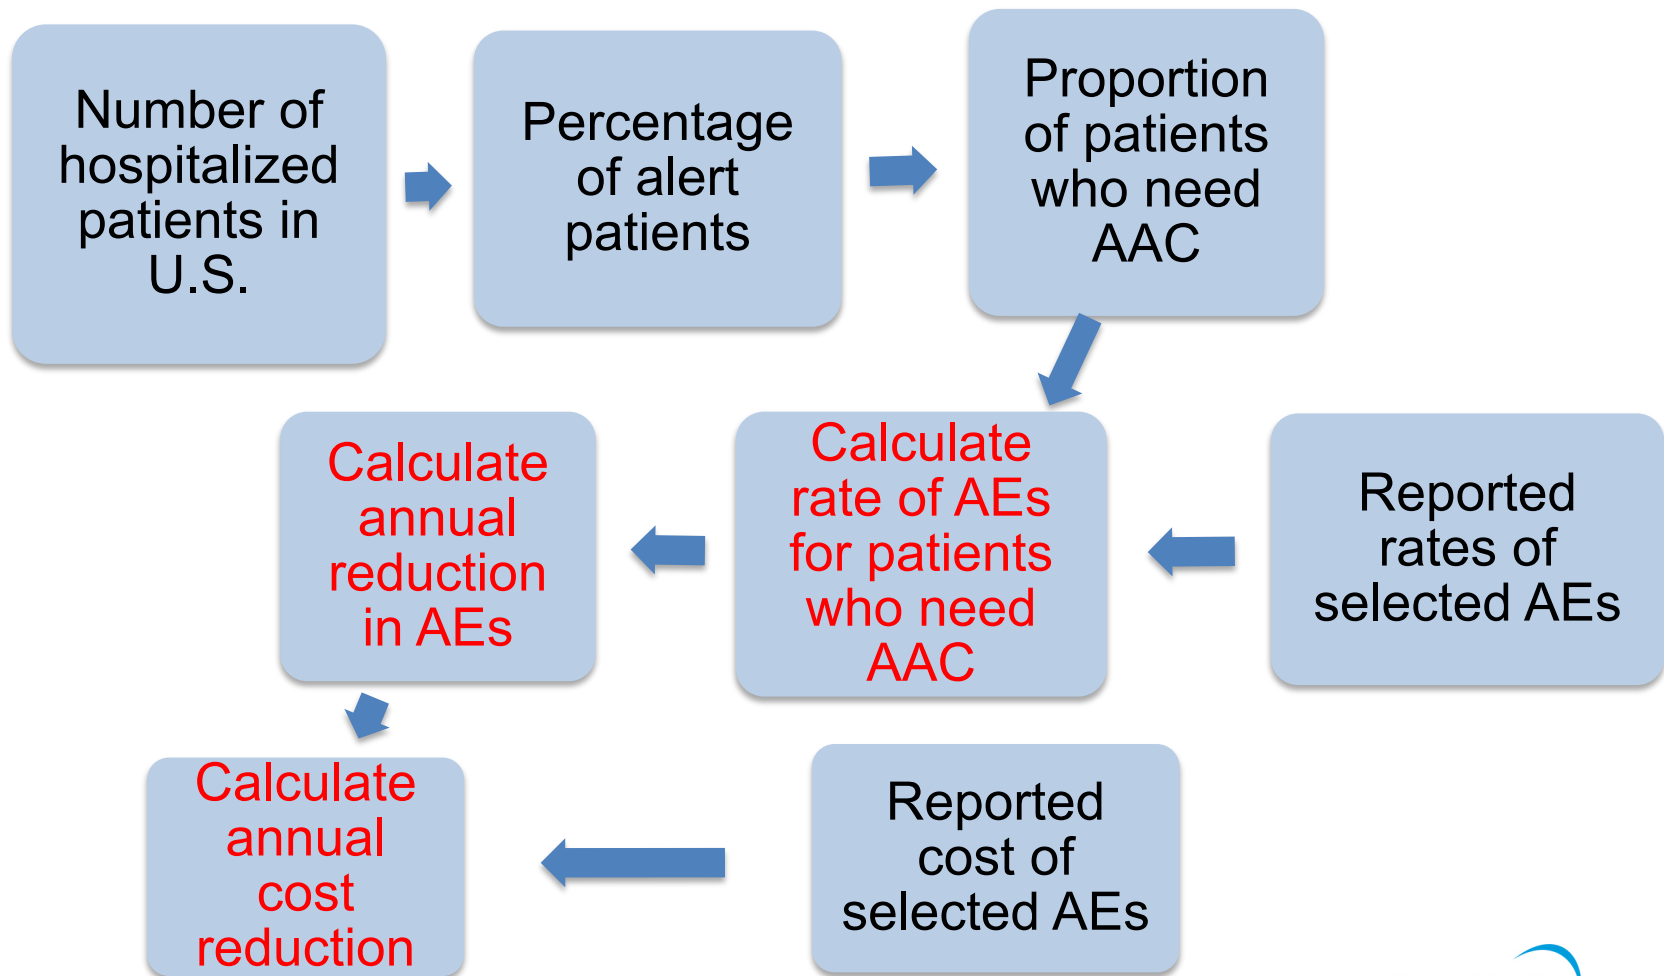 Number of
hospitalized
patients in
U.S.
Percentage
of alert
patients
Proportion
of patients
who need
AAC
Calculate
annual
reduction
in AEs
Calculate
rate of AEs
for patients
who need
AAC
Reported
rates of
selected AEs
Calculate
annual
cost
reduction
Reported
cost of
selected AEs